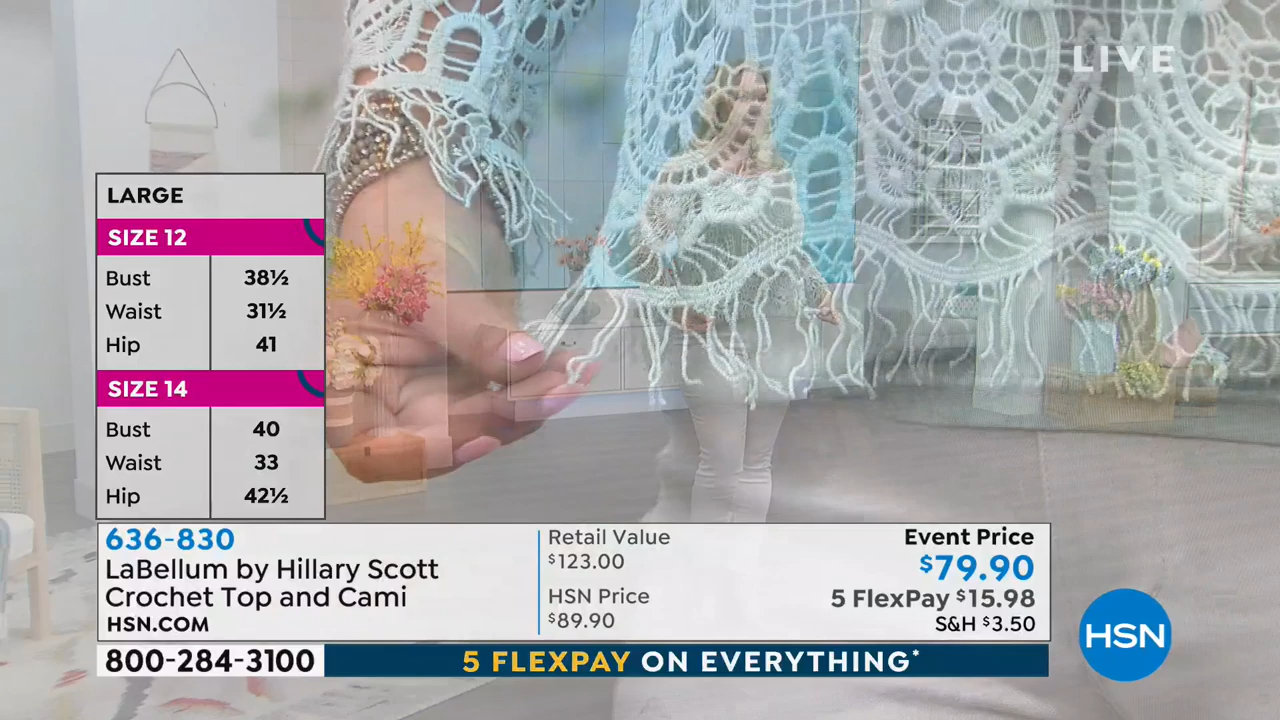 LIVE
LARGE
SIZE 12
Bust 38½
Waist 31½
Hip 41
SIZE 14
Bust 40
Waist 33
Hip 42½
636-830
LaBellum by Hillary Scott
Crochet Top and Cami
HSN.COM
Retail Value
$123.00
HSN Price
$89.90
Event Price
$79.90
5 FlexPay $15.98
S&H $3.50
HSN
800-284-3100
5 FLEXPAY ON EVERYTHING*